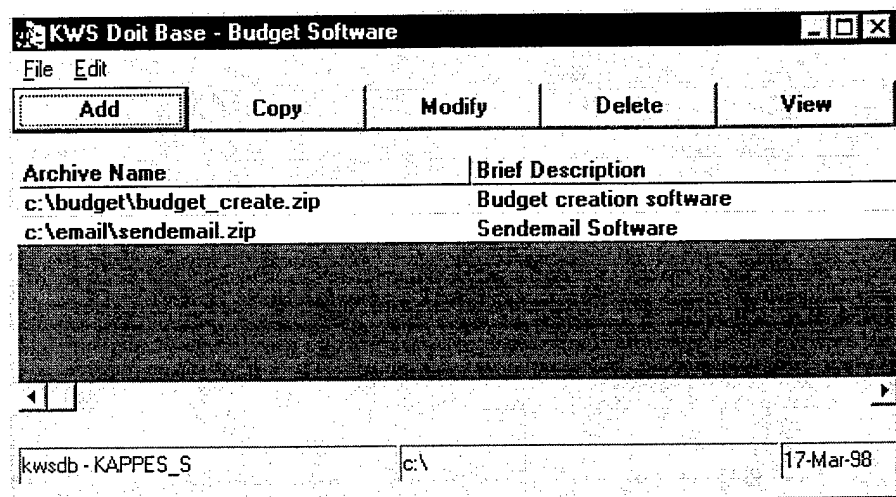 KWS Doit Base - Budget Software
File Edit
Add Copy Modify Delete View
Archive Name Brief Description
c:\budget\budget_create.zip Budget creation software
c:\email\sendemail.zip Sendemail Software
kwsdb - KAPPES_S c:\ 17-Mar-98